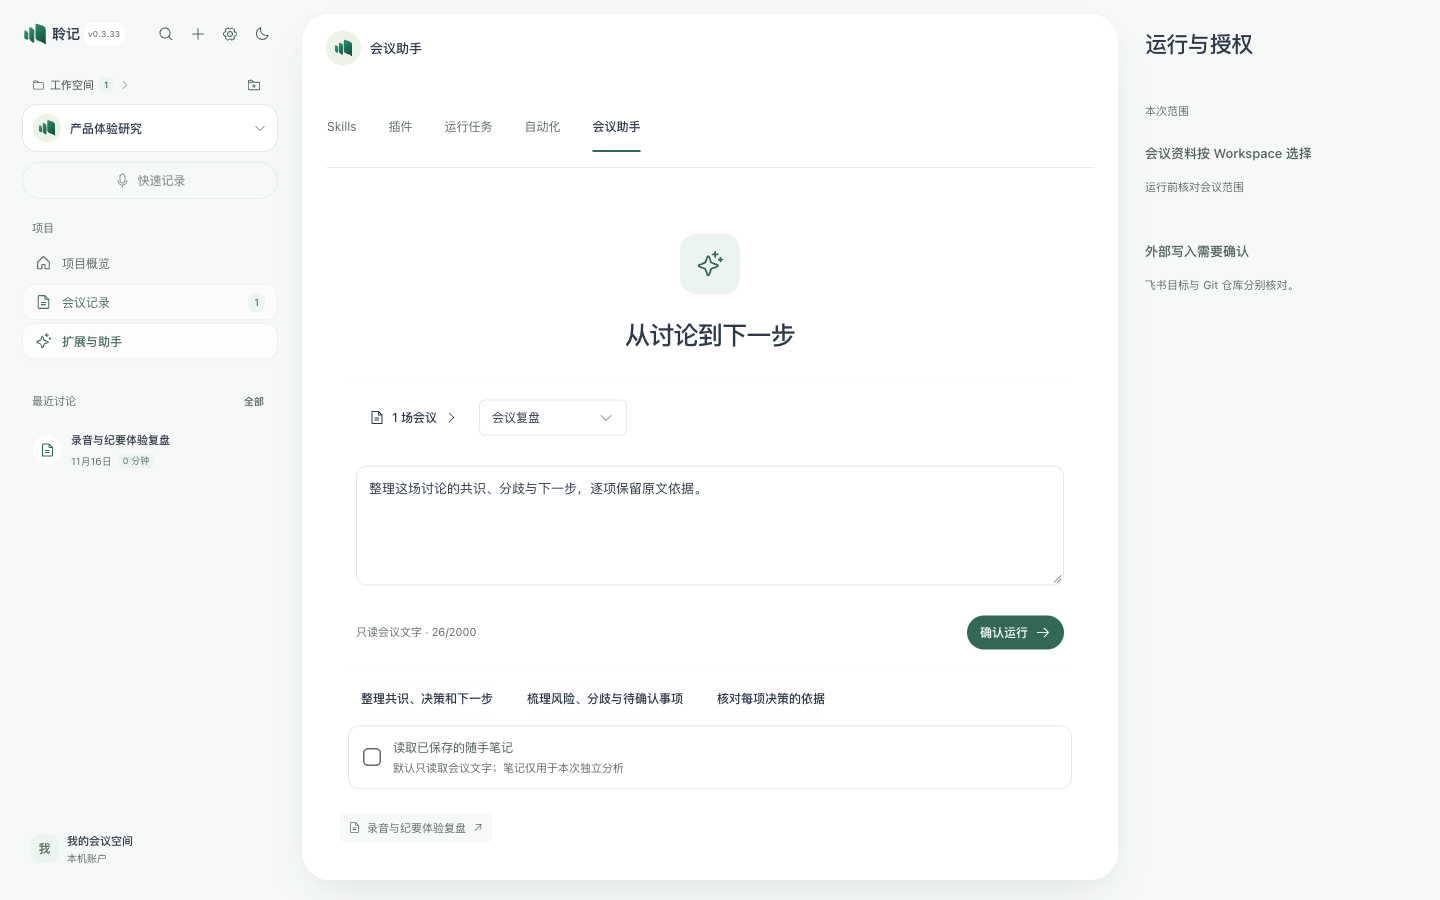 聆记 v0.3.33
工作空间 1
产品体验研究
快速记录
项目
项目概览
会议记录 1
扩展与助手
最近讨论 全部
录音与纪要体验复盘
11月16日 0 分钟
我 我的会议空间
本机账户
会议助手
Skills 插件 运行任务 自动化 会议助手
从讨论到下一步
1 场会议 会议复盘
整理这场讨论的共识、分歧与下一步，逐项保留原文依据。
只读会议文字 · 26/2000 确认运行
整理共识、决策和下一步 梳理风险、分歧与待确认事项 核对每项决策的依据
读取已保存的随手笔记
默认只读取会议文字；笔记仅用于本次独立分析
录音与纪要体验复盘
运行与授权
本次范围
会议资料按 Workspace 选择
运行前核对会议范围
外部写入需要确认
飞书目标与 Git 仓库分别核对。